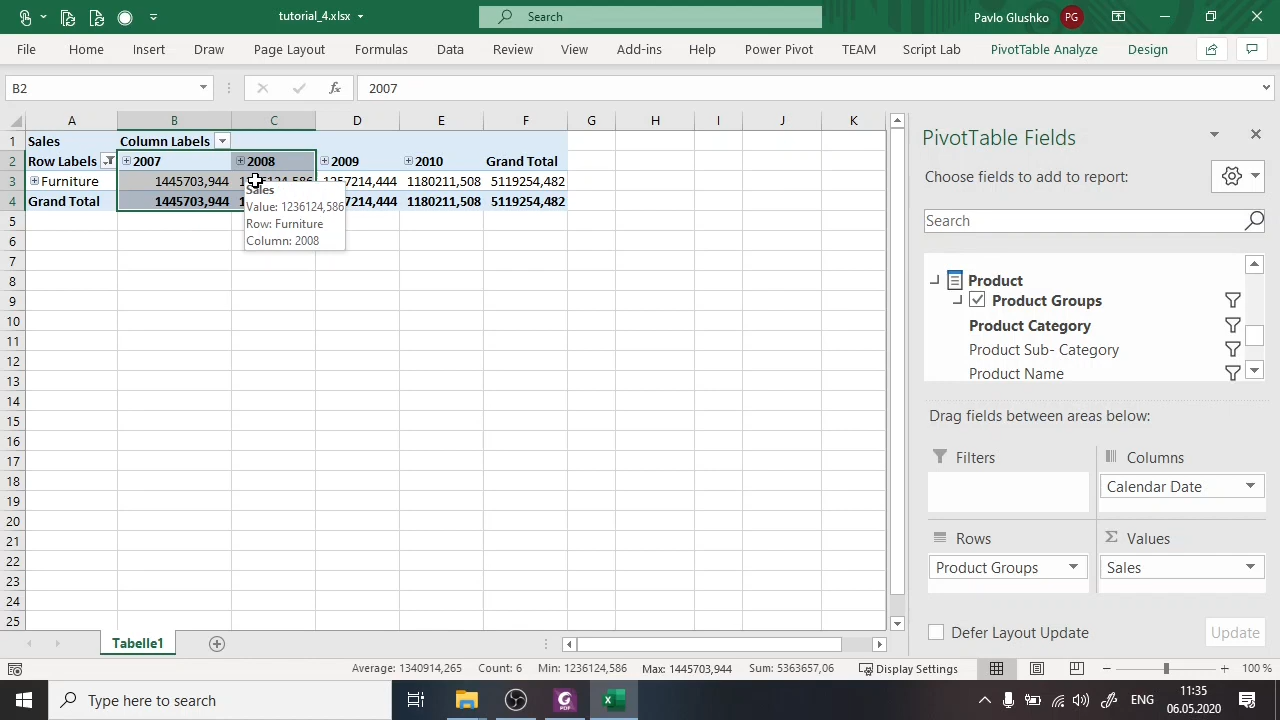 tutorial_4.xlsx
Search
Pavlo Glushko
PG
File Home Insert Draw Page Layout Formulas Data Review View Add-ins Help Power Pivot TEAM Script Lab PivotTable Analyze Design
B2
fx
2007
A B C D E F G H I J K
1 Sales Column Labels
2 Row Labels 2007 2008 2009 2010 Grand Total
3 Furniture 1445703,944 1180211,508 5119254,482
4 Grand Total 1445703,944 1180211,508 5119254,482
Sales
Value: 1236124,586
Row: Furniture
Column: 2008
5
6
7
8
9
10
11
12
13
14
15
16
17
18
19
20
21
22
23
24
25
PivotTable Fields
Choose fields to add to report:
Search
Product
Product Groups
Product Category
Product Sub- Category
Product Name
Drag fields between areas below:
Filters
Columns
Calendar Date
Rows
Values
Product Groups
Sales
Defer Layout Update
Update
Tabelle1
Average: 1340914,265 Count: 6 Min: 1236124,586 Max: 1445703,944 Sum: 5363657,06 Display Settings 100 %
Type here to search
PDF
ENG
11:35
06.05.2020